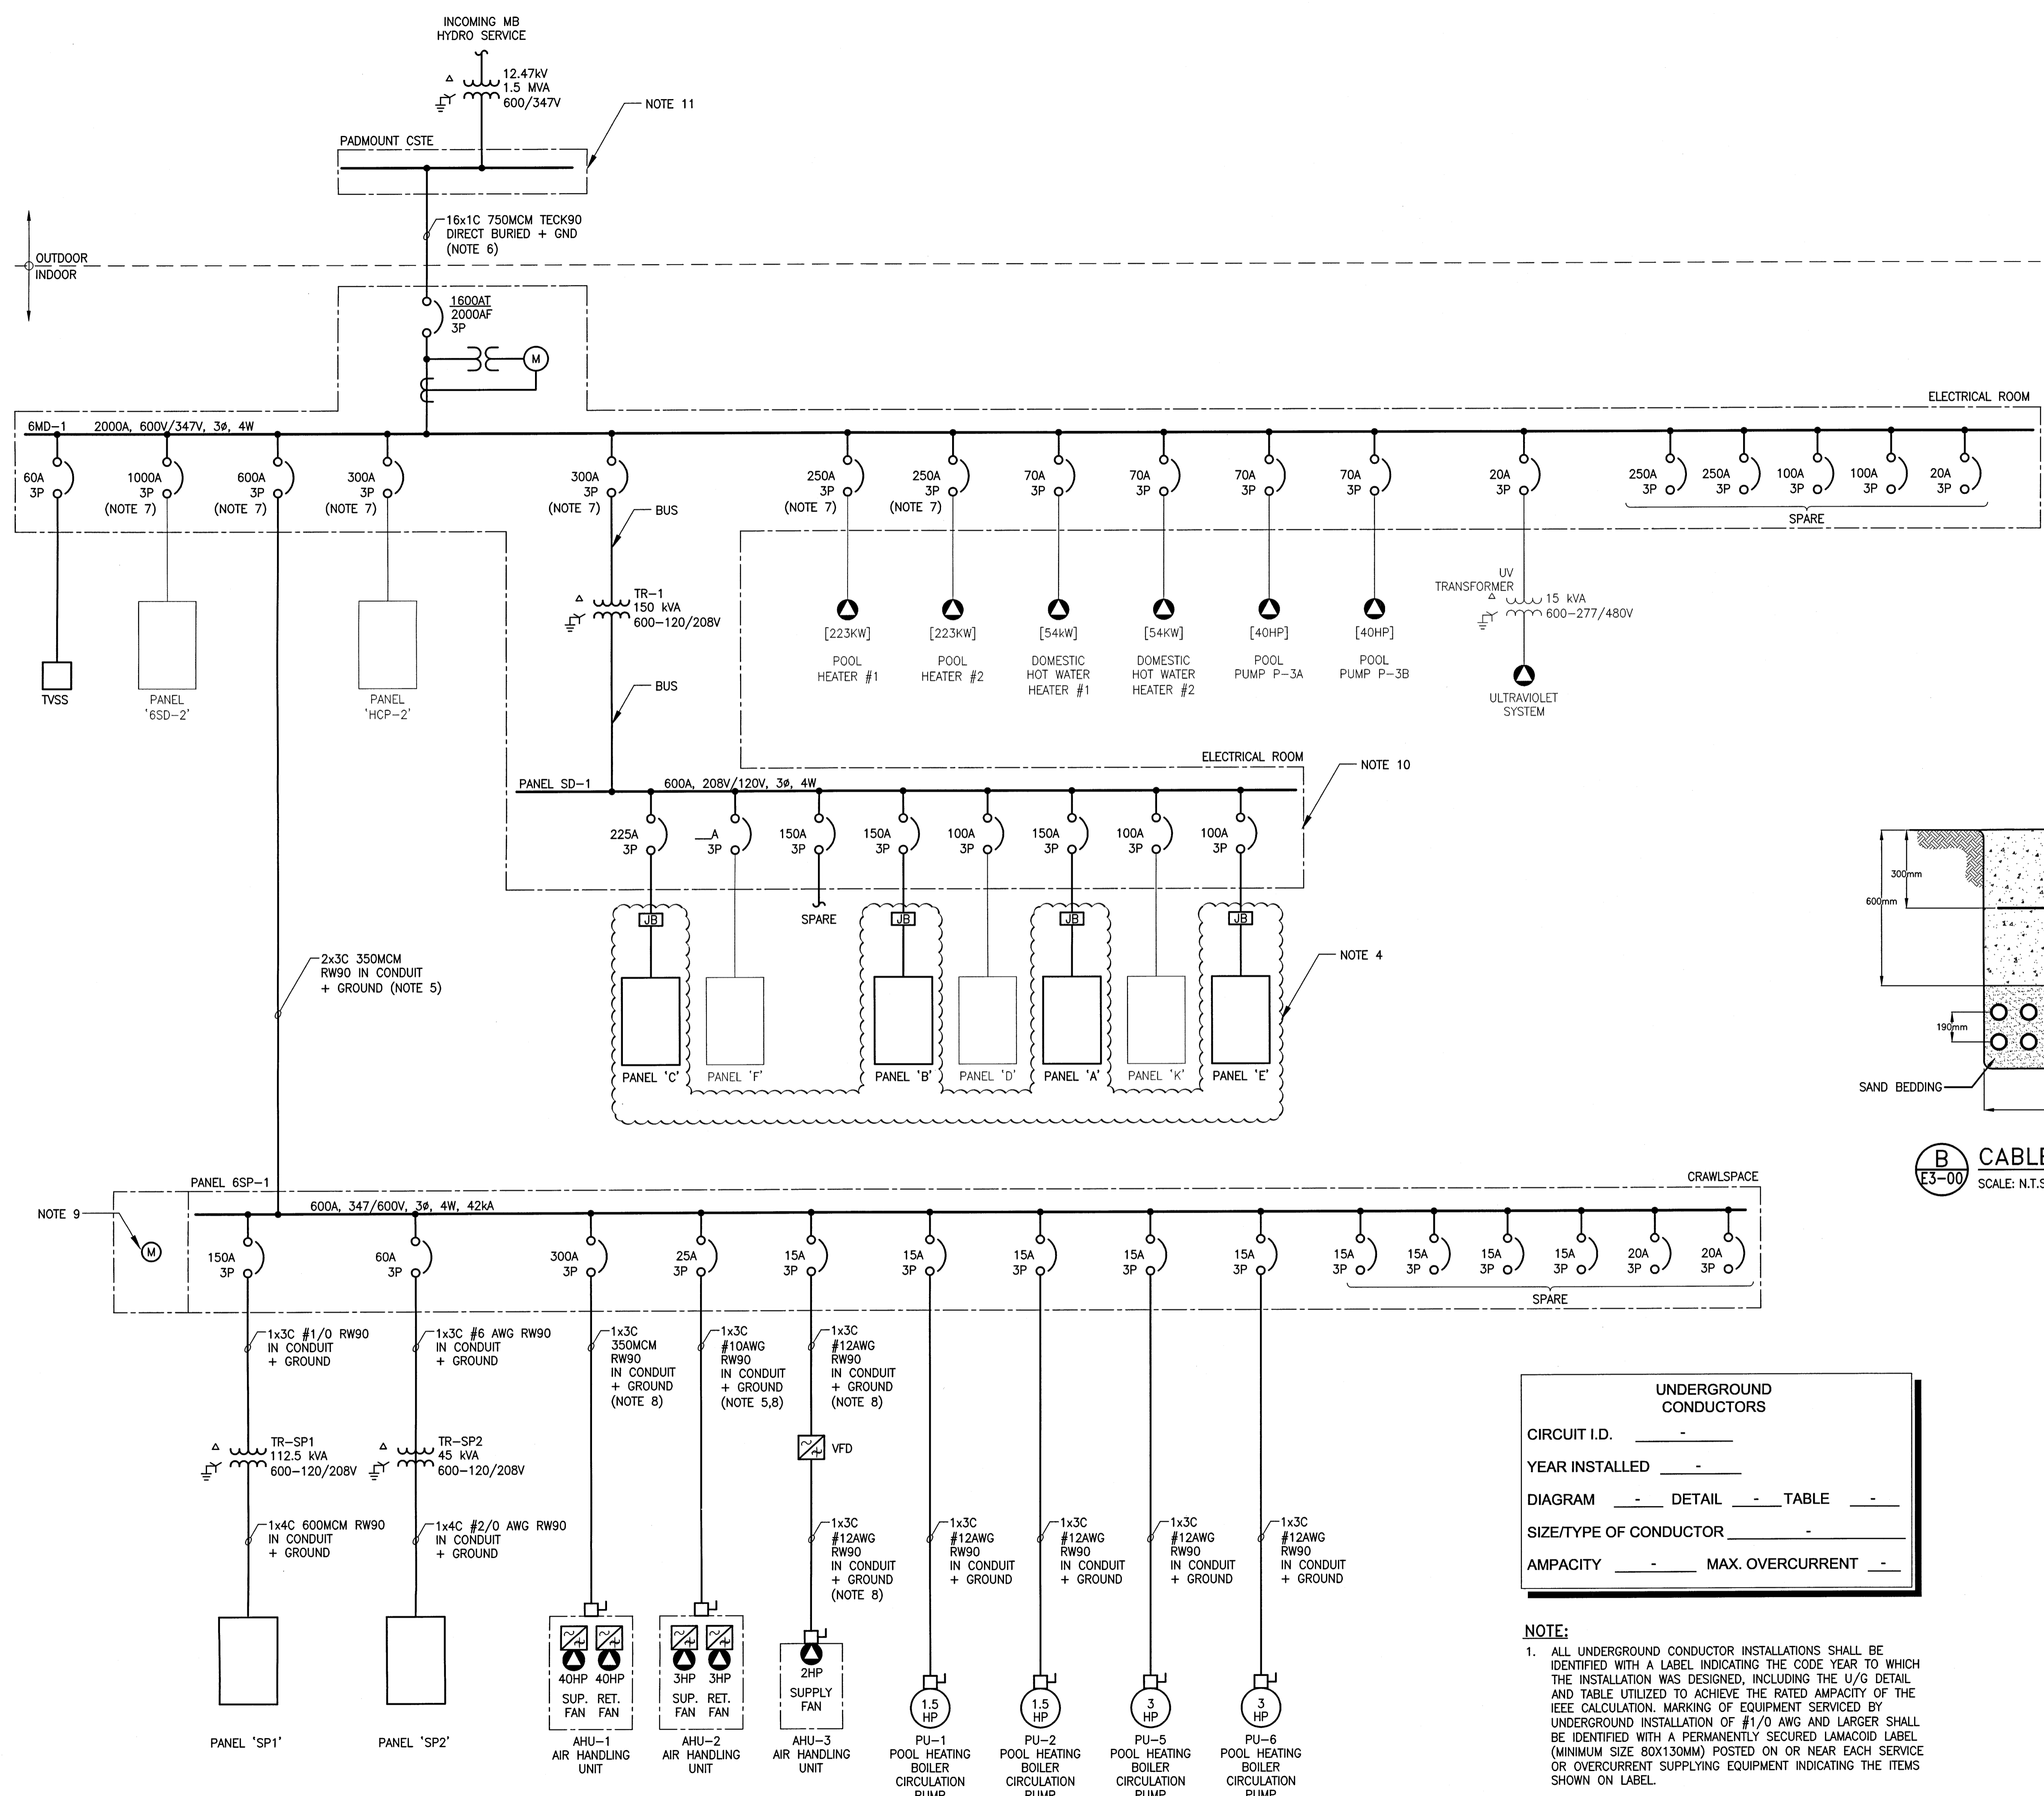 INCOMING MB
HYDRO SERVICE
12.47kV
1.5 MVA
600/347V
NOTE 11
PADMOUNT CSTE
16x1C 750MCM TECK90
DIRECT BURIED + GND
(NOTE 6)
OUTDOOR
INDOOR
1600AT
2000AF
3P
M
ELECTRICAL ROOM
6MD-1
2000A, 600V/347V, 3ø, 4W
60A
3P
1000A
3P
(NOTE 7)
600A
3P
(NOTE 7)
300A
3P
(NOTE 7)
300A
3P
(NOTE 7)
250A
3P
(NOTE 7)
250A
3P
(NOTE 7)
70A
3P
70A
3P
70A
3P
70A
3P
20A
3P
250A
3P
250A
3P
100A
3P
100A
3P
20A
3P
SPARE
BUS
TR-1
150 kVA
600-120/208V
BUS
TVSS
PANEL
'6SD-2'
PANEL
'HCP-2'
[223KW]
POOL
HEATER #1
[223KW]
POOL
HEATER #2
[54kW]
DOMESTIC
HOT WATER
HEATER #1
[54KW]
DOMESTIC
HOT WATER
HEATER #2
[40HP]
POOL
PUMP P-3A
[40HP]
POOL
PUMP P-3B
UV
TRANSFORMER
15 kVA
600-277/480V
ULTRAVIOLET
SYSTEM
ELECTRICAL ROOM
NOTE 10
PANEL SD-1
600A, 208V/120V, 3ø, 4W
225A
3P
___A
3P
150A
3P
150A
3P
100A
3P
150A
3P
100A
3P
100A
3P
JB
SPARE
JB
JB
JB
NOTE 4
PANEL 'C'
PANEL 'F'
PANEL 'B'
PANEL 'D'
PANEL 'A'
PANEL 'K'
PANEL 'E'
2x3C 350MCM
RW90 IN CONDUIT
+ GROUND (NOTE 5)
300mm
600mm
190mm
SAND BEDDING
B
E3-00
CABLE
SCALE: N.T.S
PANEL 6SP-1
CRAWLSPACE
600A, 347/600V, 3ø, 4W, 42kA
NOTE 9
M
150A
3P
60A
3P
300A
3P
25A
3P
15A
3P
15A
3P
15A
3P
15A
3P
15A
3P
15A
3P
15A
3P
15A
3P
15A
3P
20A
3P
20A
3P
SPARE
1x3C #1/0 RW90
IN CONDUIT
+ GROUND
1x3C #6 AWG RW90
IN CONDUIT
+ GROUND
1x3C
350MCM
RW90
IN CONDUIT
+ GROUND
(NOTE 8)
1x3C
#10AWG
RW90
IN CONDUIT
+ GROUND
(NOTE 5,8)
1x3C
#12AWG
RW90
IN CONDUIT
+ GROUND
(NOTE 8)
TR-SP1
112.5 kVA
600-120/208V
TR-SP2
45 kVA
600-120/208V
VFD
1x4C 600MCM RW90
IN CONDUIT
+ GROUND
1x4C #2/0 AWG RW90
IN CONDUIT
+ GROUND
1x3C
#12AWG
RW90
IN CONDUIT
+ GROUND
(NOTE 8)
1x3C
#12AWG
RW90
IN CONDUIT
+ GROUND
1x3C
#12AWG
RW90
IN CONDUIT
+ GROUND
1x3C
#12AWG
RW90
IN CONDUIT
+ GROUND
1x3C
#12AWG
RW90
IN CONDUIT
+ GROUND
PANEL 'SP1'
PANEL 'SP2'
40HP 40HP
SUP. RET.
FAN FAN
AHU-1
AIR HANDLING
UNIT
3HP 3HP
SUP. RET.
FAN FAN
AHU-2
AIR HANDLING
UNIT
2HP
SUPPLY
FAN
AHU-3
AIR HANDLING
UNIT
1.5
HP
PU-1
POOL HEATING
BOILER
CIRCULATION
PUMP
1.5
HP
PU-2
POOL HEATING
BOILER
CIRCULATION
PUMP
3
HP
PU-5
POOL HEATING
BOILER
CIRCULATION
PUMP
3
HP
PU-6
POOL HEATING
BOILER
CIRCULATION
PUMP
UNDERGROUND
CONDUCTORS
CIRCUIT I.D. -
YEAR INSTALLED -
DIAGRAM - DETAIL - TABLE -
SIZE/TYPE OF CONDUCTOR -
AMPACITY - MAX. OVERCURRENT -
NOTE:
1. ALL UNDERGROUND CONDUCTOR INSTALLATIONS SHALL BE
IDENTIFIED WITH A LABEL INDICATING THE CODE YEAR TO WHICH
THE INSTALLATION WAS DESIGNED, INCLUDING THE U/G DETAIL
AND TABLE UTILIZED TO ACHIEVE THE RATED AMPACITY OF THE
IEEE CALCULATION. MARKING OF EQUIPMENT SERVICED BY
UNDERGROUND INSTALLATION OF #1/0 AWG AND LARGER SHALL
BE IDENTIFIED WITH A PERMANENTLY SECURED LAMACOID LABEL
(MINIMUM SIZE 80X130MM) POSTED ON OR NEAR EACH SERVICE
OR OVERCURRENT SUPPLYING EQUIPMENT INDICATING THE ITEMS
SHOWN ON LABEL.